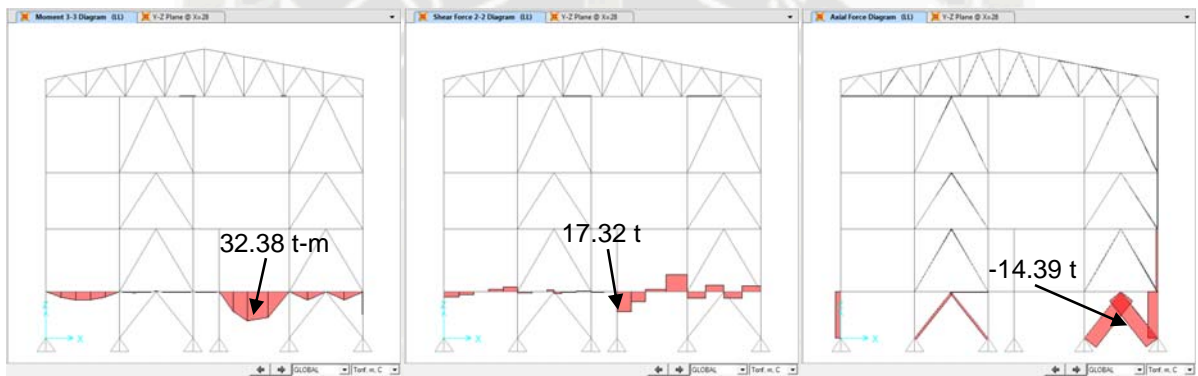 Moment 3-3 Diagram (LL)
Y-Z Plane @ X=28
32.38 t-m
Z
X
GLOBAL
Tonf, m, C
Shear Force 2-2 Diagram (LL)
Y-Z Plane @ X=28
17.32 t
Z
X
GLOBAL
Tonf, m, C
Axial Force Diagram (LL)
Y-Z Plane @ X=28
-14.39 t
Z
X
GLOBAL
Tonf, m, C